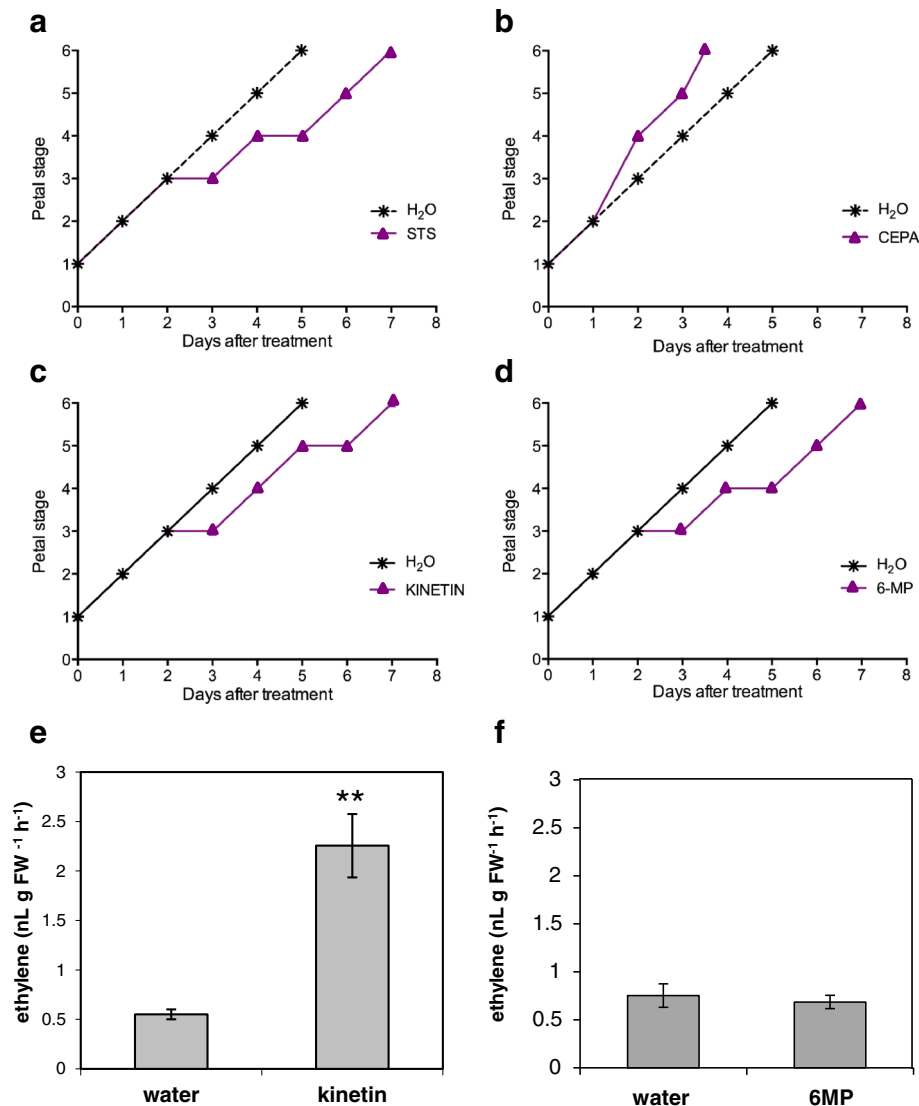 a
6
5
4
3
2
1
0
Petal stage
H2O
STS
0 1 2 3 4 5 6 7 8
Days after treatment
b
6
5
4
3
2
1
0
Petal stage
H2O
CEPA
0 1 2 3 4 5 6 7 8
Days after treatment
c
6
5
4
3
2
1
0
Petal stage
H2O
KINETIN
0 1 2 3 4 5 6 7 8
Days after treatment
d
6
5
4
3
2
1
0
Petal stage
H2O
6-MP
0 1 2 3 4 5 6 7 8
Days after treatment
e
3
2.5
2
1.5
1
0.5
0
ethylene (nL g FW -1 h-1)
**
water kinetin
f
3
2.5
2
1.5
1
0.5
0
ethylene (nL g FW-1 h-1)
water 6MP